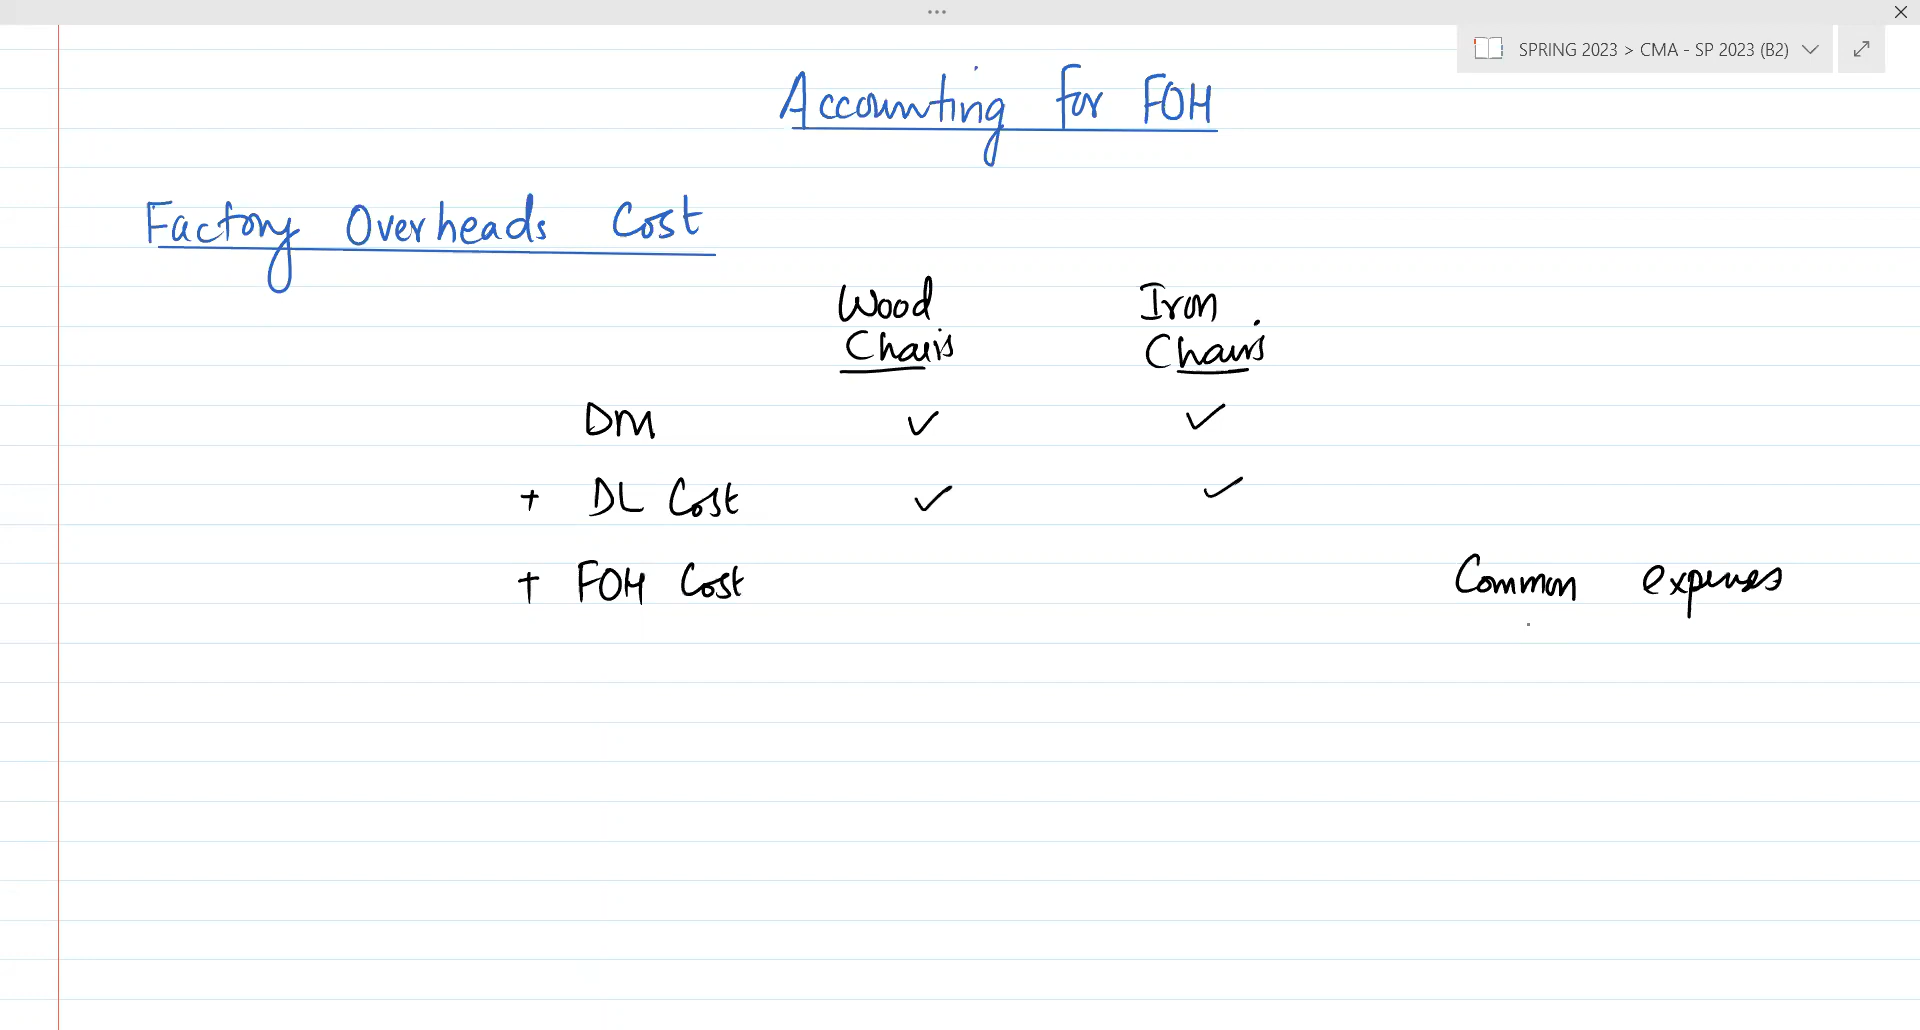 SPRING 2023 > CMA - SP 2023 (B2)
Accounting for FOH
Factory Overheads Cost
Wood Iron
Chairs Chairs
DM ✓ ✓
+ DL Cost ✓ ✓
+ FOH Cost Common expenses